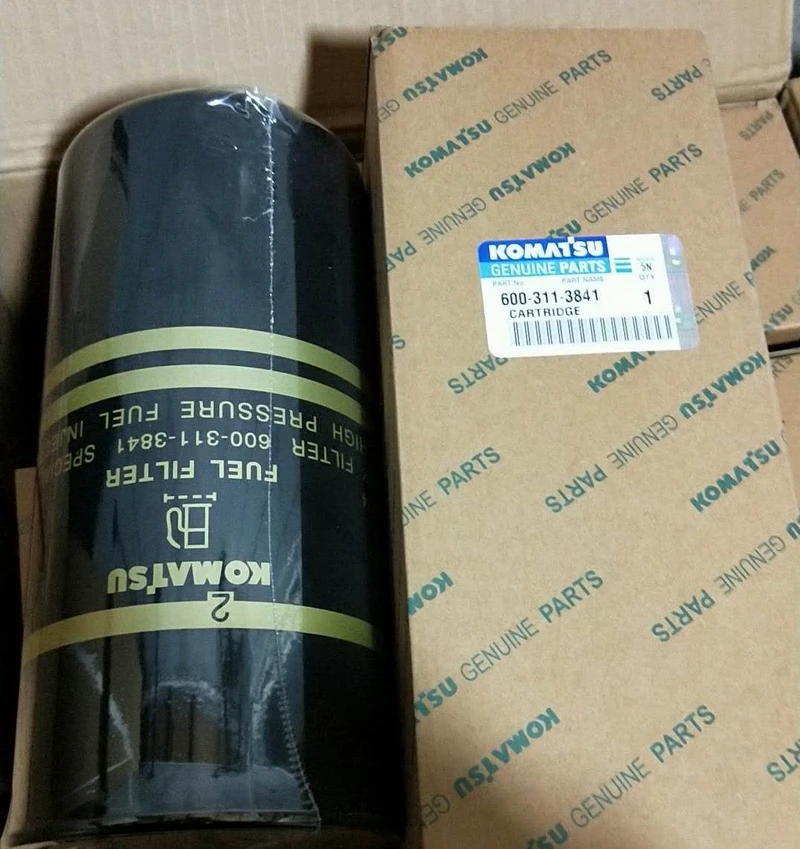 KOMATSU
GENUINE PARTS
PART No.
PART NAME
5N
QTY
600-311-3841
1
CARTRIDGE
2
KOMATSU
FUEL FILTER
FILTER 600-311-3841
HIGH PRESSURE FUEL
KOMATSU GENUINE PARTS
KOMATSU GENUINE PARTS
KOMATSU GENUINE PARTS
KOMATSU GENUINE PARTS
KOMATSU GENUINE PARTS
KOMATSU GENUINE PARTS